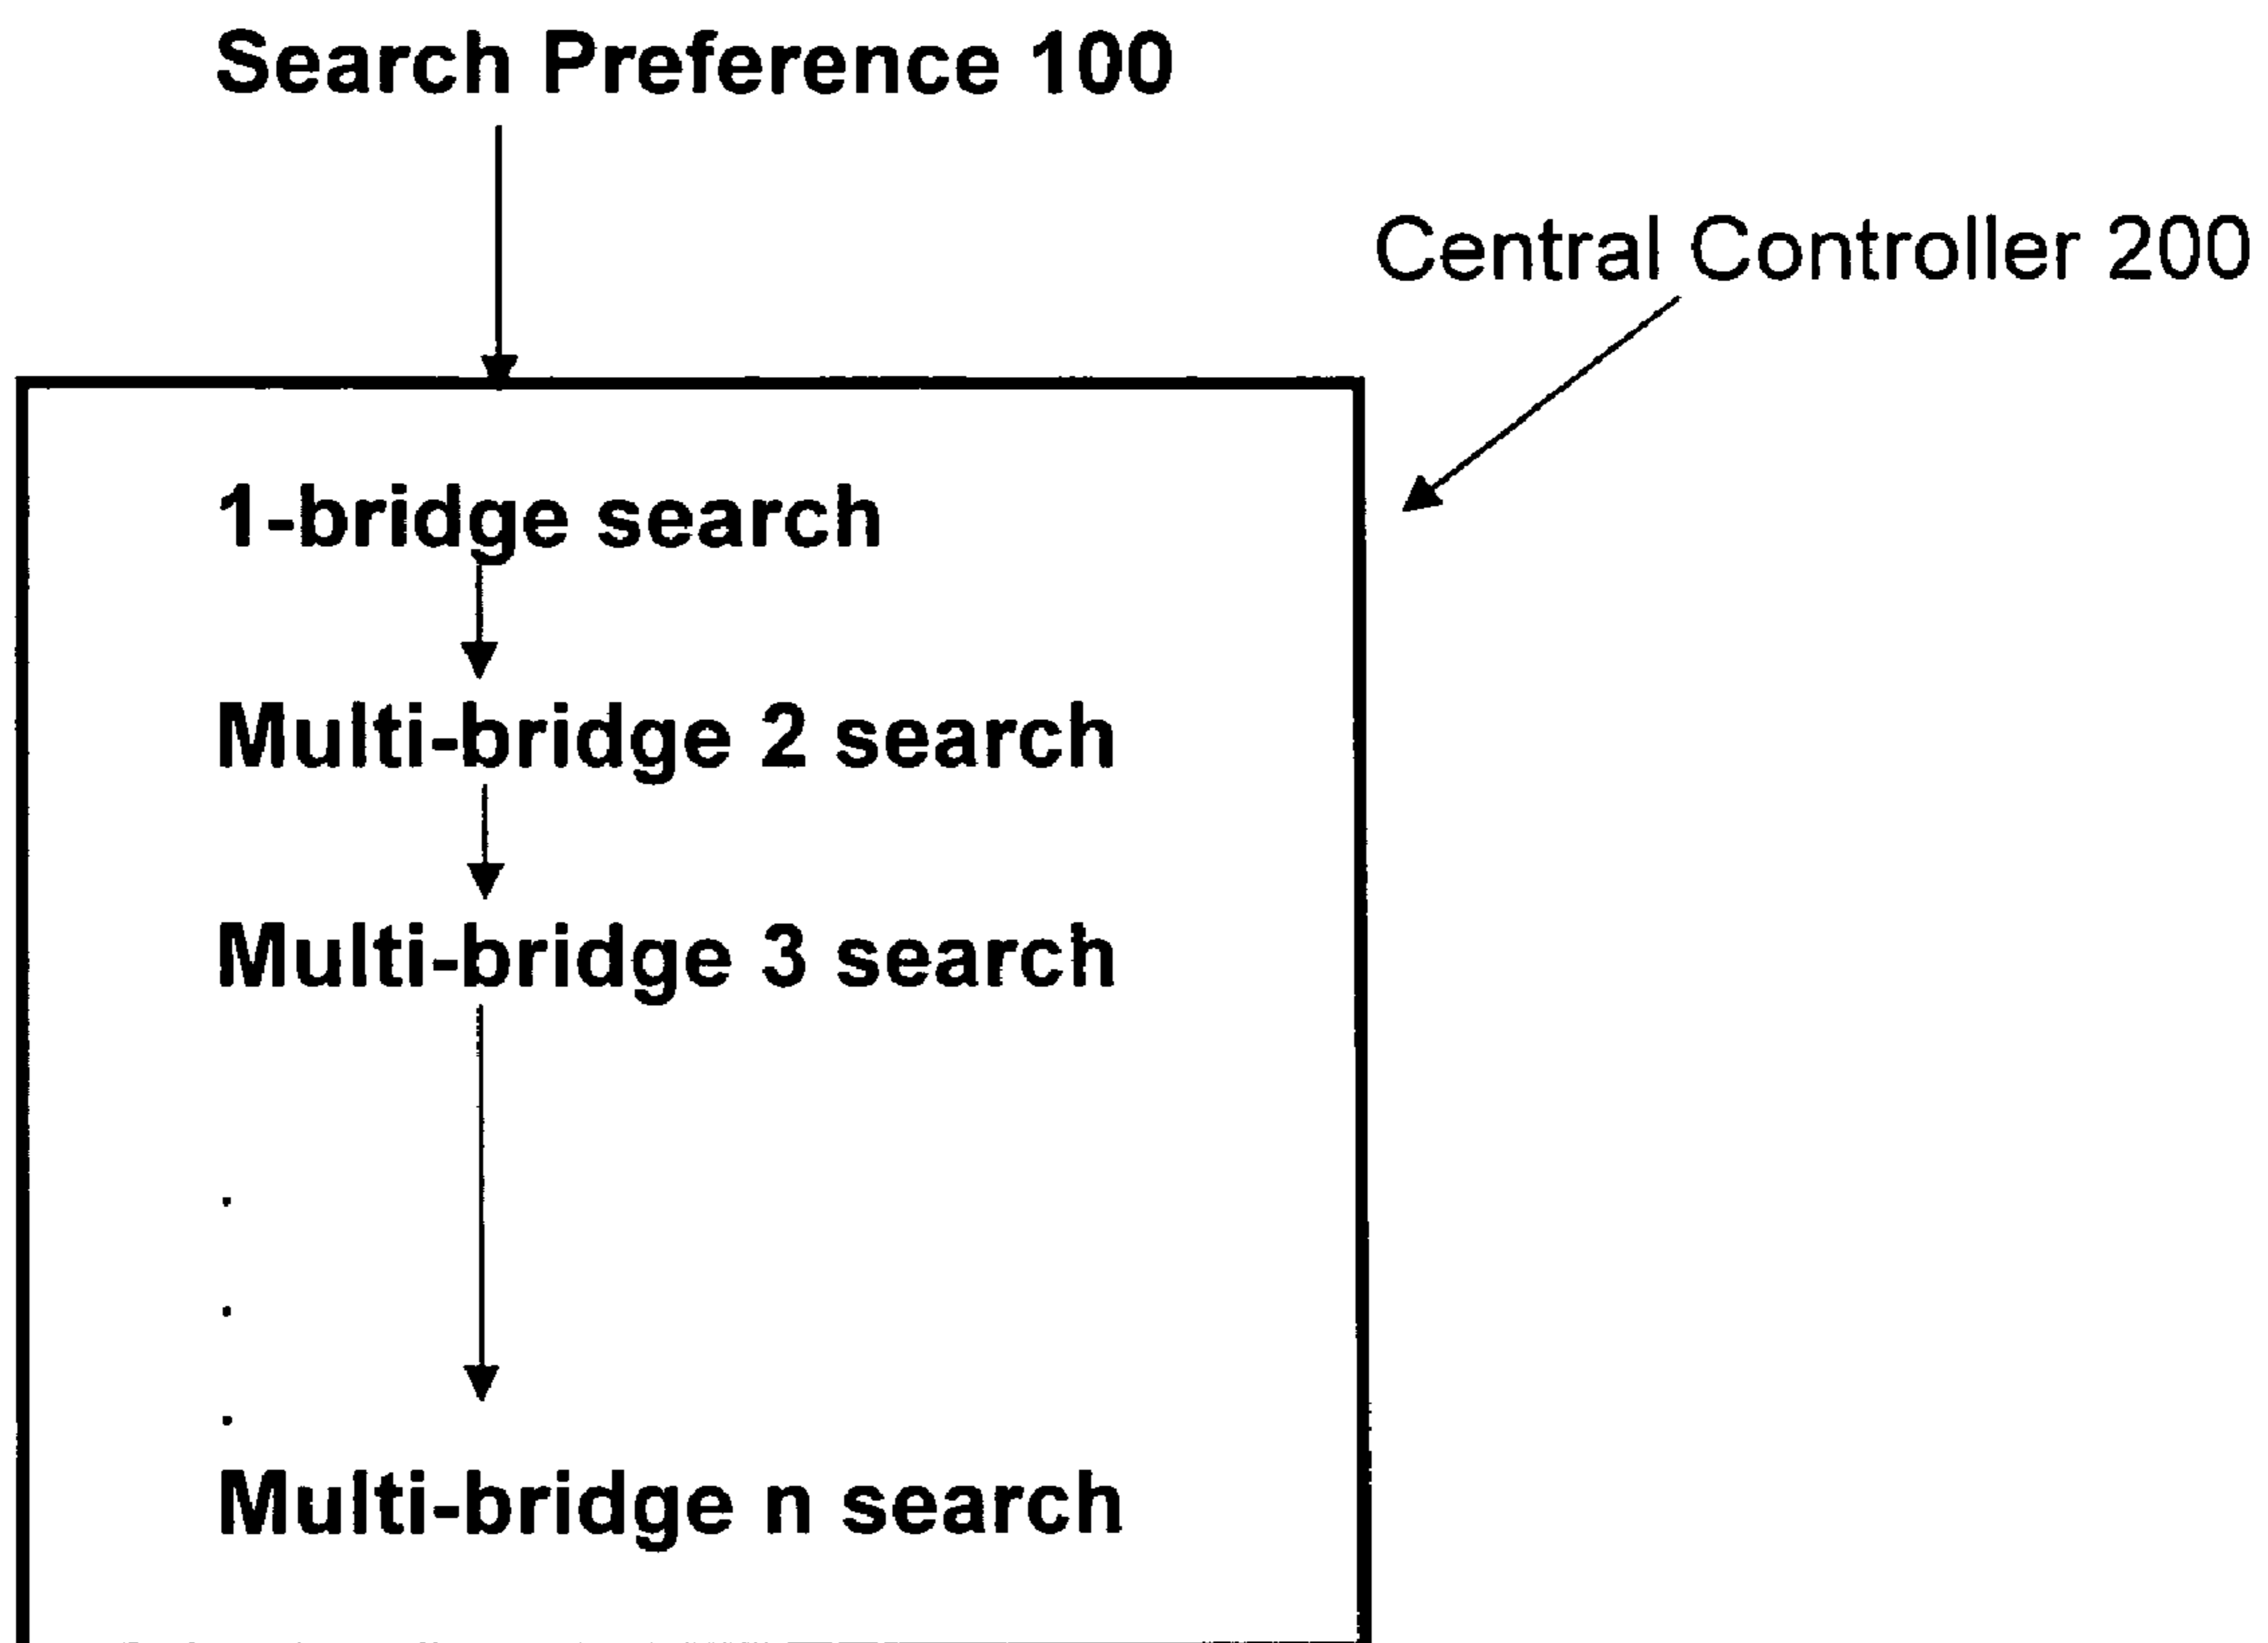 Search Preference 100
Central Controller 200
1-bridge search
Multi-bridge 2 search
Multi-bridge 3 search
.
.
.
Multi-bridge n search